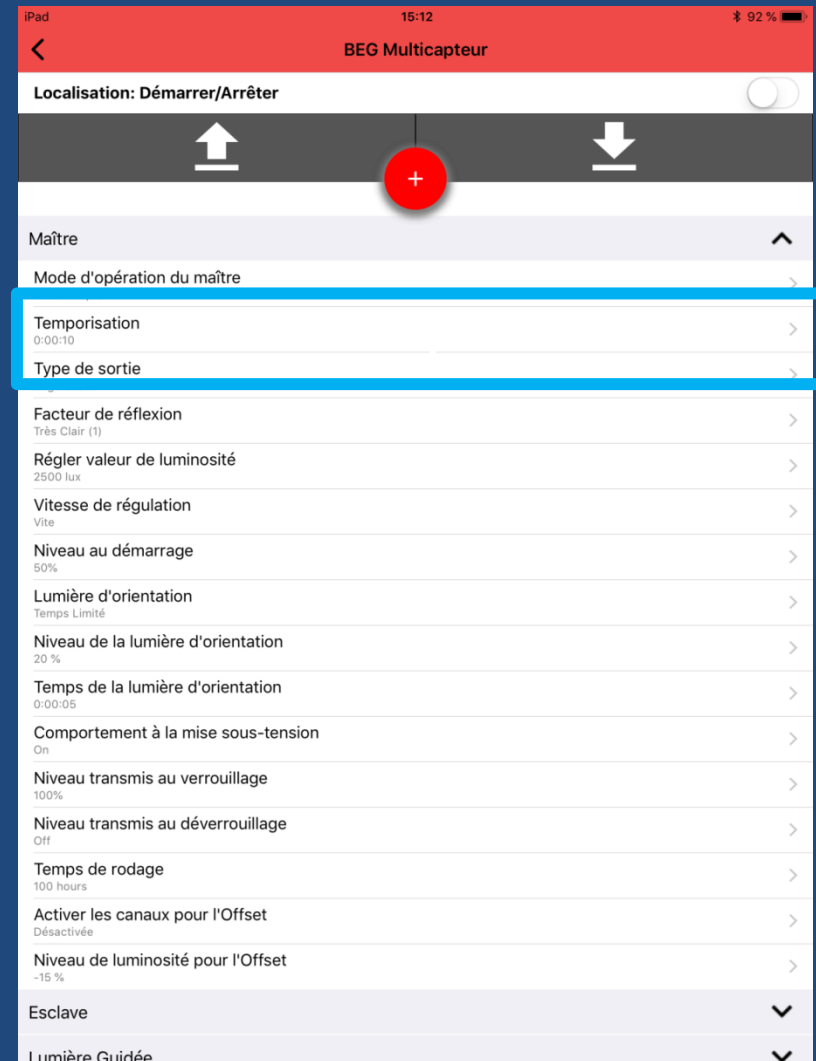 iPad 15:12 92 %
BEG Multicapteur
Localisation: Démarrer/Arrêter
+
Maître
Mode d'opération du maître
Temporisation
0:00:10
Type de sortie
Facteur de réflexion
Très Clair (1)
Régler valeur de luminosité
2500 lux
Vitesse de régulation
Vite
Niveau au démarrage
50%
Lumière d'orientation
Temps Limité
Niveau de la lumière d'orientation
20 %
Temps de la lumière d'orientation
0:00:05
Comportement à la mise sous-tension
On
Niveau transmis au verrouillage
100%
Niveau transmis au déverrouillage
Off
Temps de rodage
100 hours
Activer les canaux pour l'Offset
Désactivée
Niveau de luminosité pour l'Offset
-15 %
Esclave
Lumière Guidée